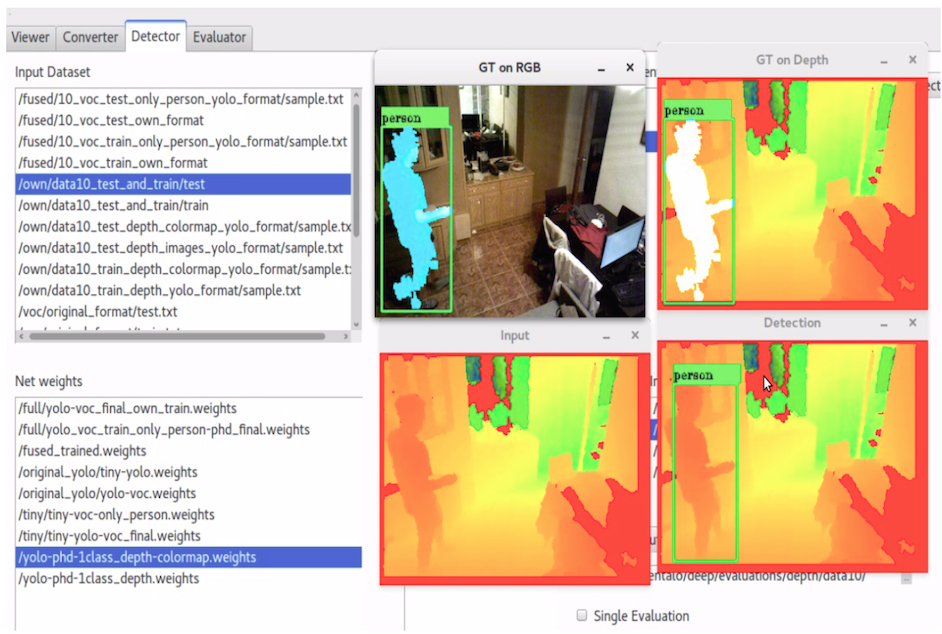 Viewer Converter Detector Evaluator
Input Dataset
/fused/10_voc_test_only_person_yolo_format/sample.txt
/fused/10_voc_test_own_format
/fused/10_voc_train_only_person_yolo_format/sample.txt
/fused/10_voc_train_own_format
/own/data10_test_and_train/test
/own/data10_test_and_train/train
/own/data10_test_depth_colormap_yolo_format/sample.tx
/own/data10_test_depth_images_yolo_format/sample.txt
/own/data10_train_depth_colormap_yolo_format/sample.t
/own/data10_train_depth_yolo_format/sample.txt
/voc/original_format/test.txt
Net weights
/full/yolo-voc_final_own_train.weights
/full/yolo_voc_train_only_person-phd_final.weights
/fused_trained.weights
/original_yolo/tiny-yolo.weights
/original_yolo/yolo-voc.weights
/tiny/tiny-voc-only_person.weights
/tiny/tiny-yolo-voc_final.weights
/yolo-phd-1class_depth-colormap.weights
/yolo-phd-1class_depth.weights
GT on RGB
person
GT on Depth
person
Input
Detection
person
entalo/deep/evaluations/depth/data10/
Single Evaluation